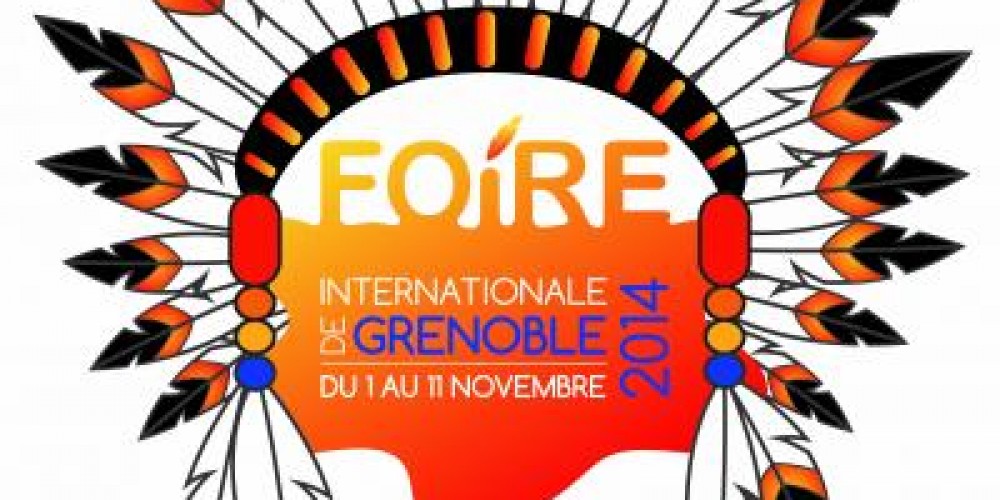 FOiRE
INTERNATIONALE
DE GRENOBLE
2014
DU 1 AU 11 NOVEMBRE